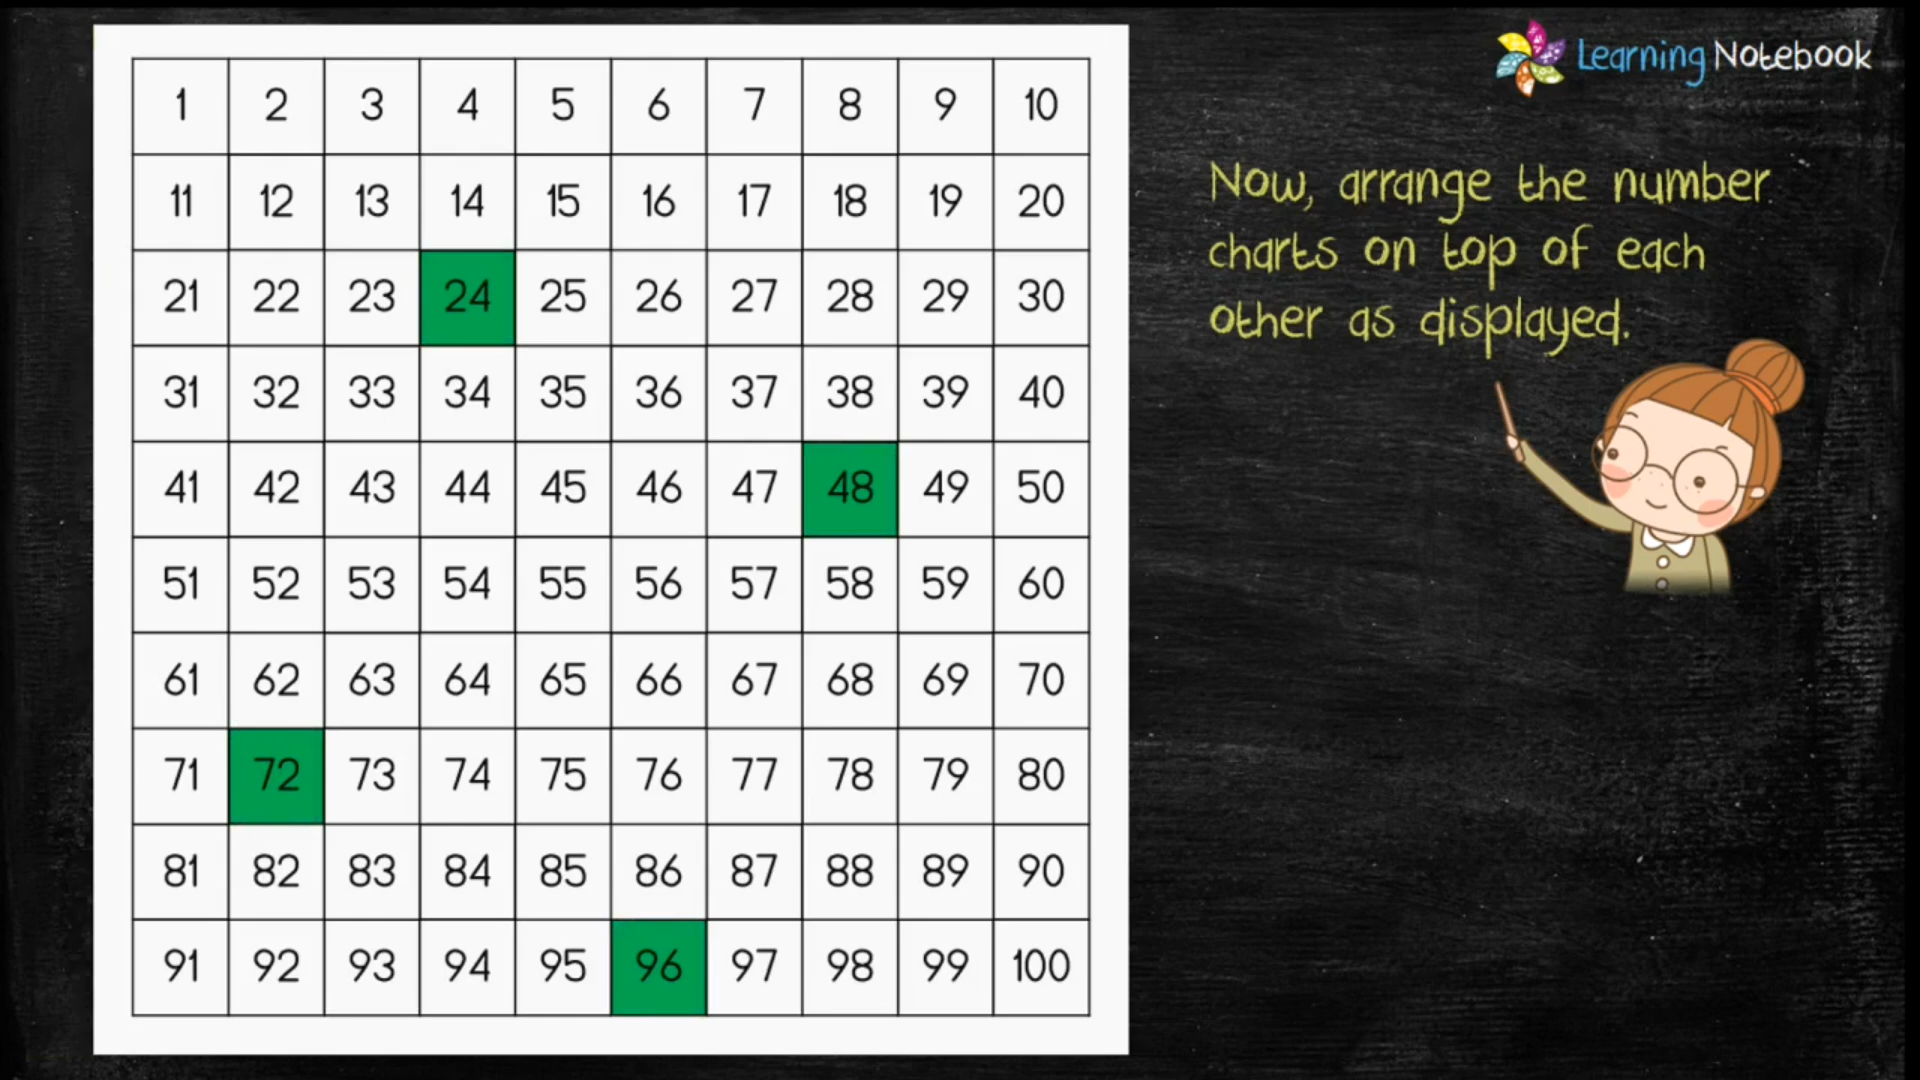 1 2 3 4 5 6 7 8 9 10
11 12 13 14 15 16 17 18 19 20
21 22 23 24 25 26 27 28 29 30
31 32 33 34 35 36 37 38 39 40
41 42 43 44 45 46 47 48 49 50
51 52 53 54 55 56 57 58 59 60
61 62 63 64 65 66 67 68 69 70
71 72 73 74 75 76 77 78 79 80
81 82 83 84 85 86 87 88 89 90
91 92 93 94 95 96 97 98 99 100
Learning Notebook
Now, arrange the number
charts on top of each
other as displayed.